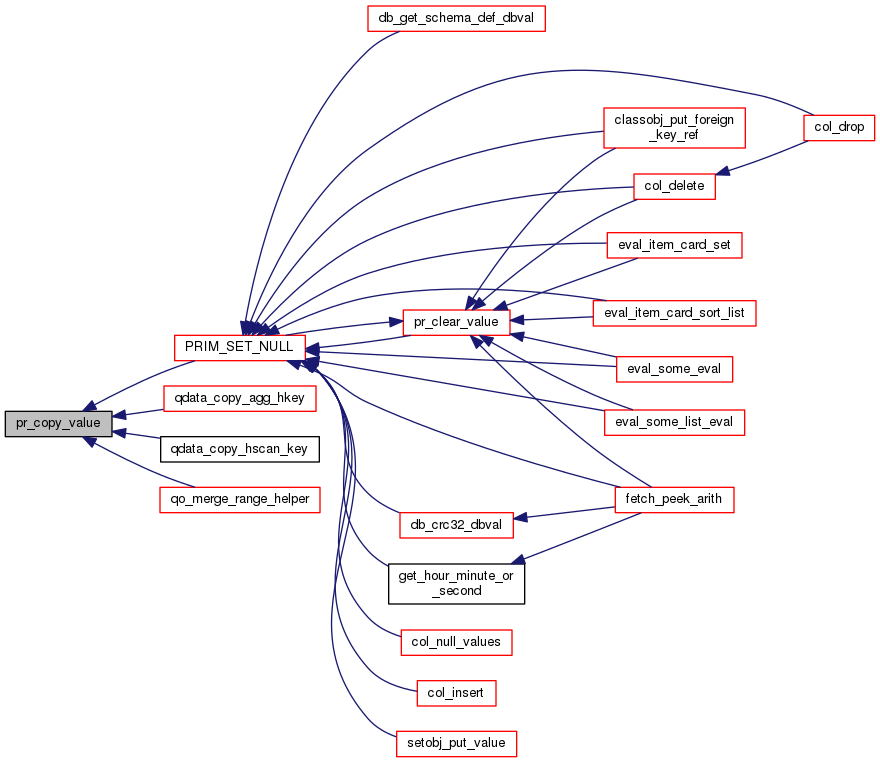 db_get_schema_def_dbval
classobj_put_foreign
_key_ref
col_drop
col_delete
eval_item_card_set
eval_item_card_sort_list
pr_clear_value
PRIM_SET_NULL
eval_some_eval
qdata_copy_agg_hkey
pr_copy_value
eval_some_list_eval
qdata_copy_hscan_key
qo_merge_range_helper
fetch_peek_arith
db_crc32_dbval
get_hour_minute_or
_second
col_null_values
col_insert
setobj_put_value